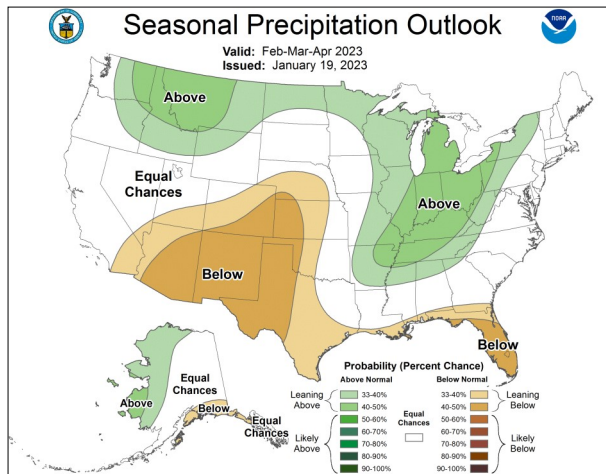 Seasonal Precipitation Outlook
NOAA
Valid: Feb-Mar-Apr 2023
Issued: January 19, 2023
Above
Equal
Chances
Above
Below
Below
Equal
Chances
Above
Below
Equal
Chances
Probability (Percent Chance)
Above Normal
Below Normal
Leaning
Above
33-40%
40-50%
Likely
Above
50-60%
60-70%
70-80%
80-90%
90-100%
Equal
Chances
33-40%
40-50%
Leaning
Below
50-60%
60-70%
70-80%
80-90%
90-100%
Likely
Below